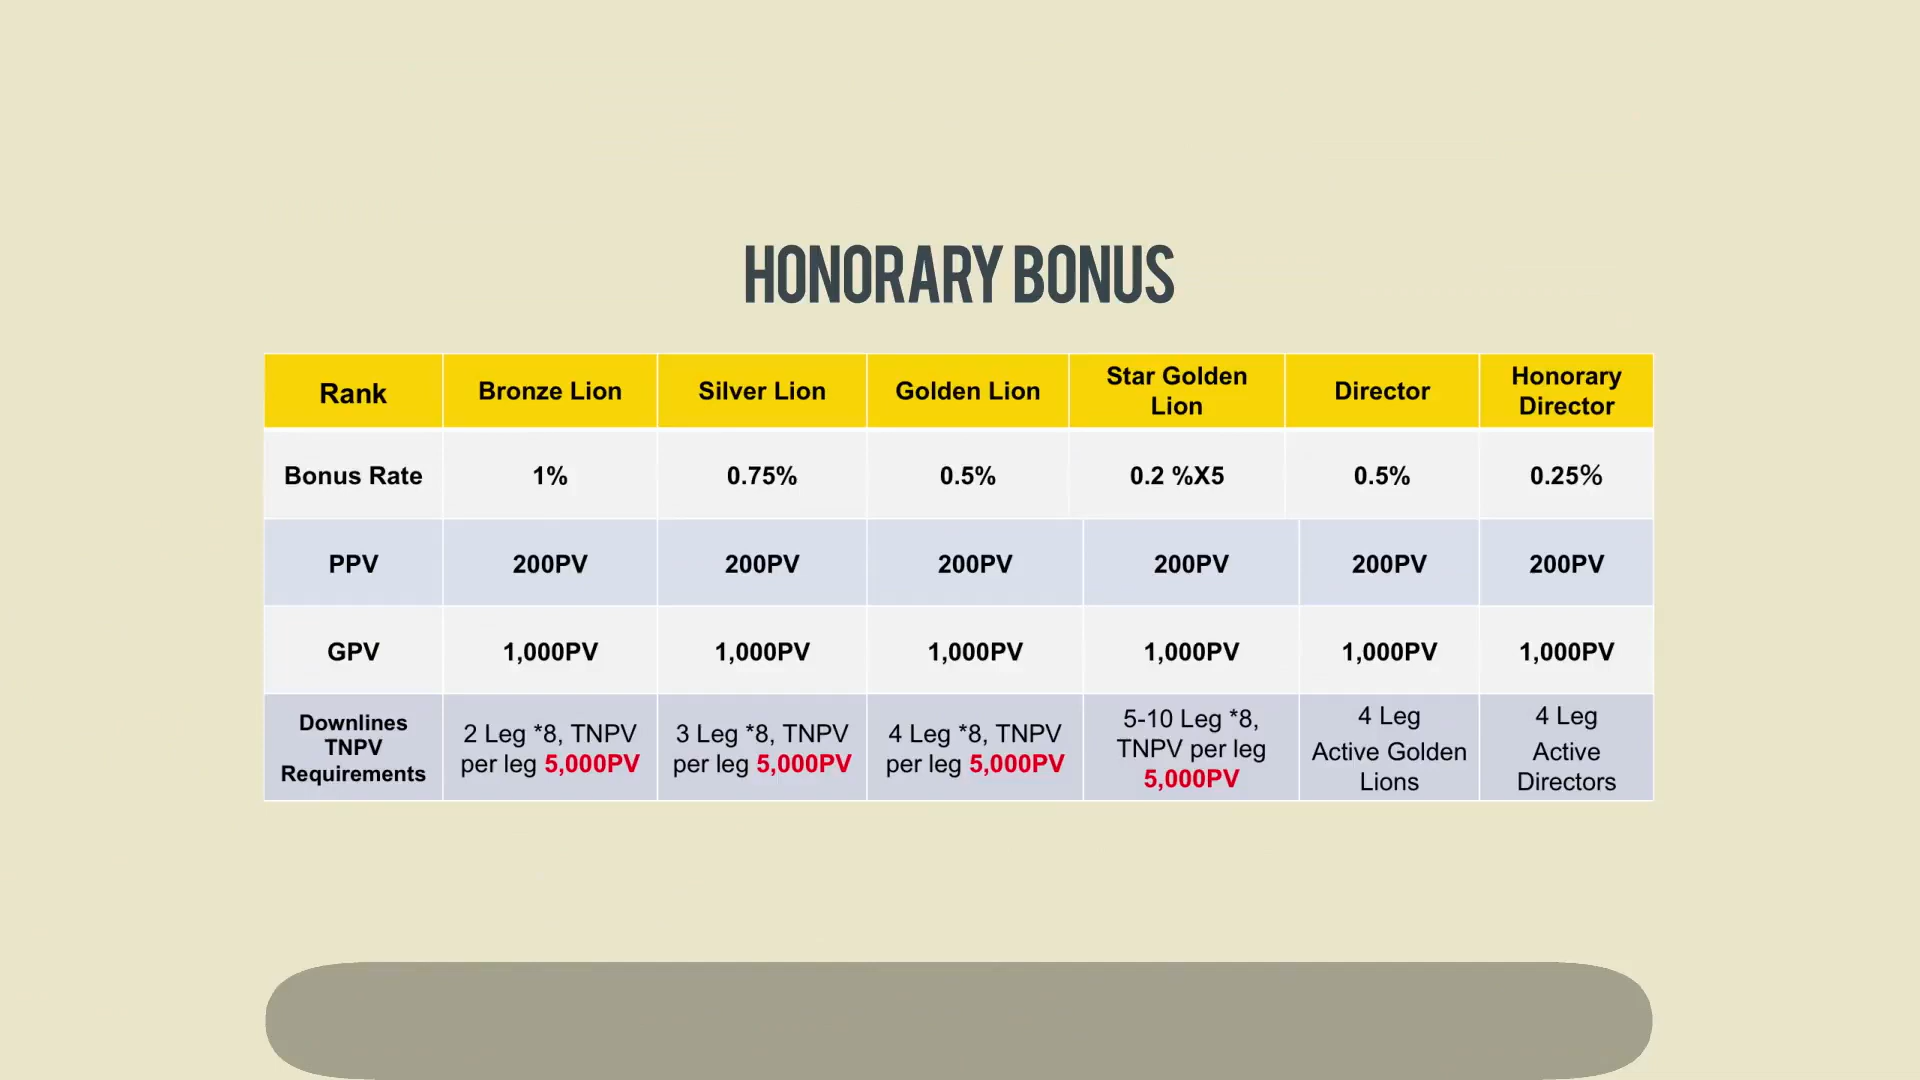 HONORARY BONUS
Rank
Bronze Lion
Silver Lion
Golden Lion
Star Golden
Lion
Director
Honorary
Director
Bonus Rate
1%
0.75%
0.5%
0.2 %X5
0.5%
0.25%
PPV
200PV
200PV
200PV
200PV
200PV
200PV
GPV
1,000PV
1,000PV
1,000PV
1,000PV
1,000PV
1,000PV
Downlines
TNPV
Requirements
2 Leg *8, TNPV
per leg 5,000PV
3 Leg *8, TNPV
per leg 5,000PV
4 Leg *8, TNPV
per leg 5,000PV
5-10 Leg *8,
TNPV per leg
5,000PV
4 Leg
Active Golden
Lions
4 Leg
Active
Directors